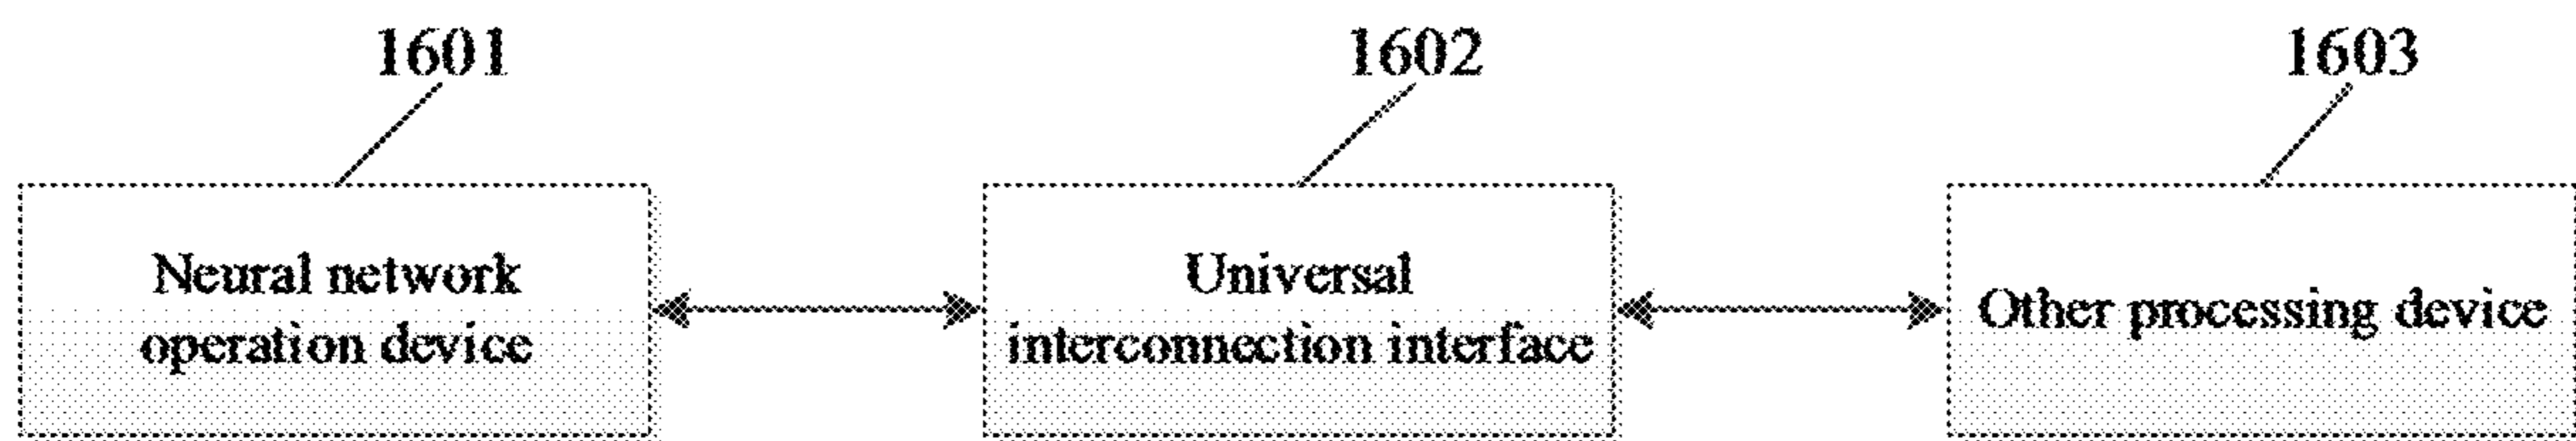 1601
1602
1603
Neural network
operation device
Universal
interconnection interface
Other processing device